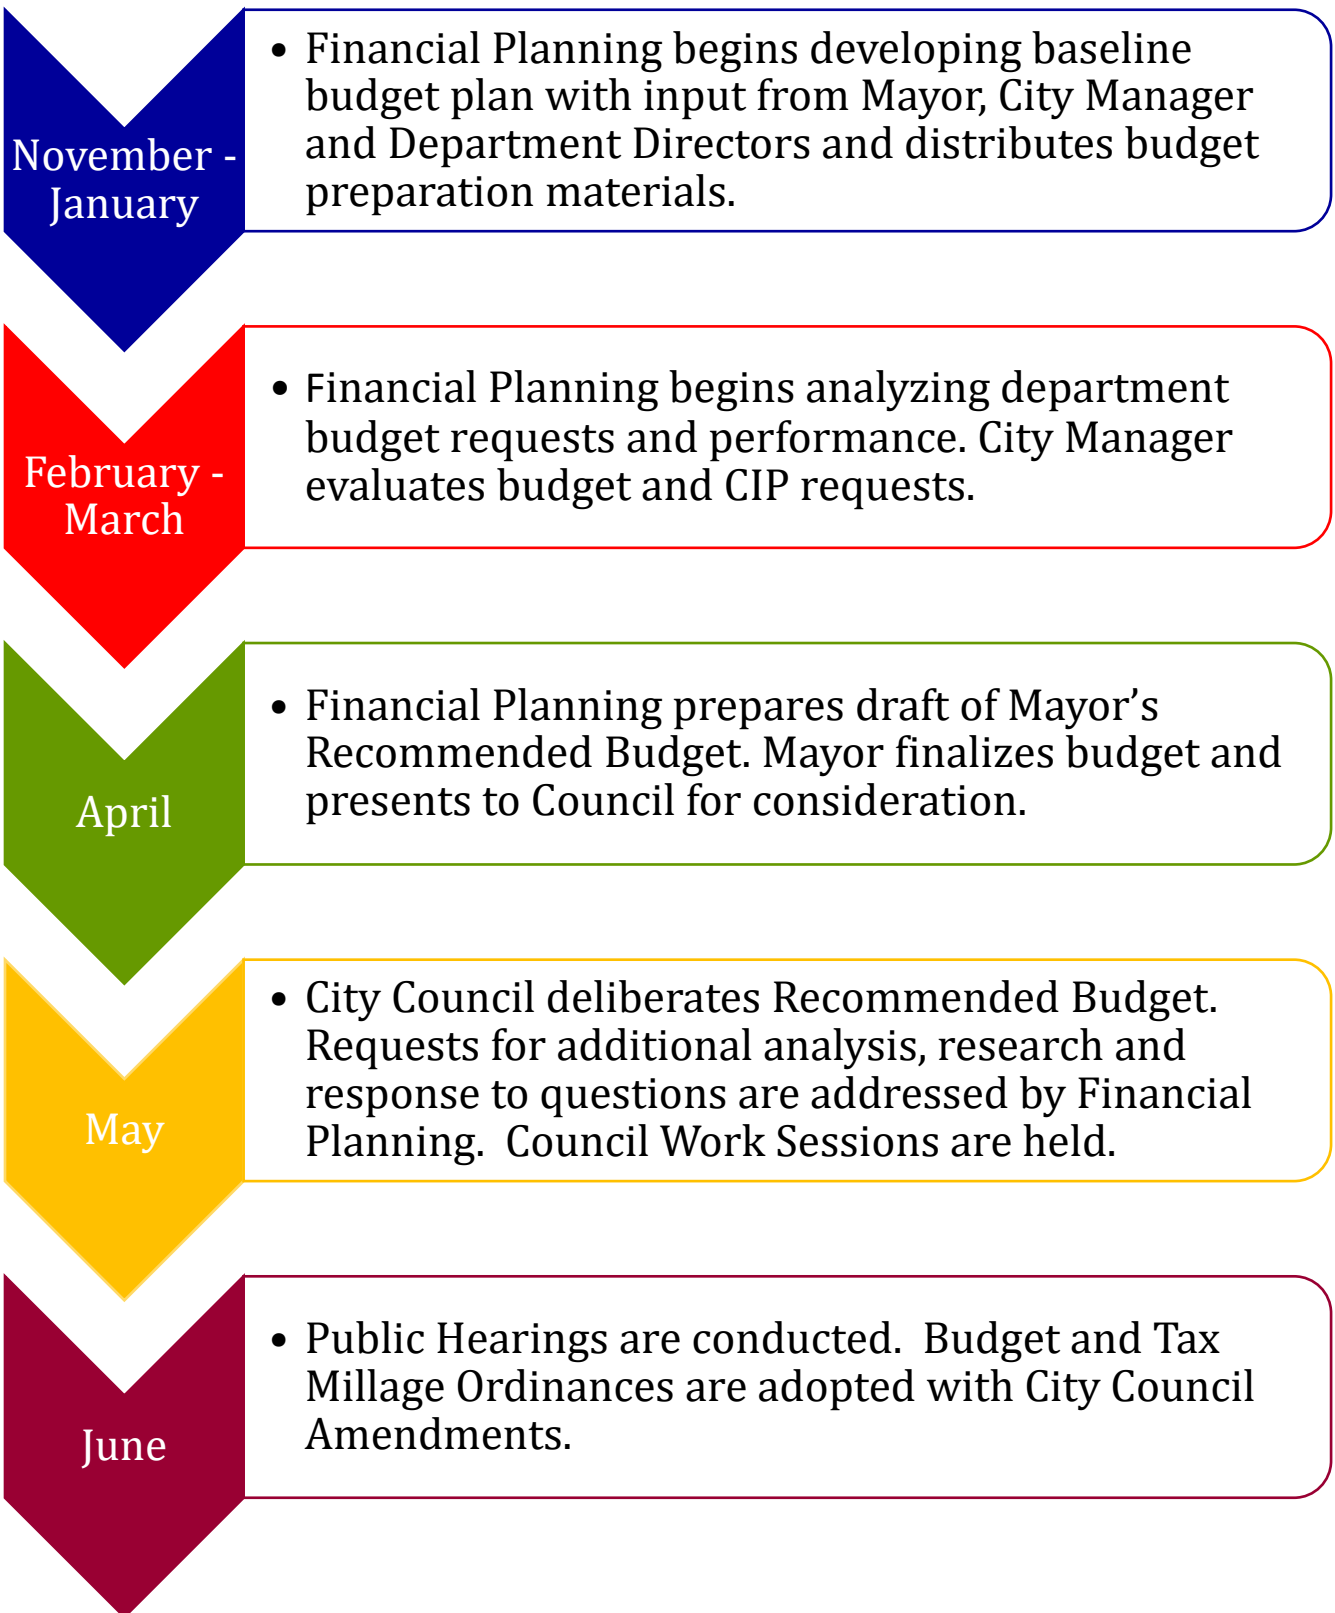 November -
January
• Financial Planning begins developing baseline
budget plan with input from Mayor, City Manager
and Department Directors and distributes budget
preparation materials.
February -
March
• Financial Planning begins analyzing department
budget requests and performance. City Manager
evaluates budget and CIP requests.
April
• Financial Planning prepares draft of Mayor’s
Recommended Budget. Mayor finalizes budget and
presents to Council for consideration.
May
• City Council deliberates Recommended Budget.
Requests for additional analysis, research and
response to questions are addressed by Financial
Planning.  Council Work Sessions are held.
June
• Public Hearings are conducted.  Budget and Tax
Millage Ordinances are adopted with City Council
Amendments.